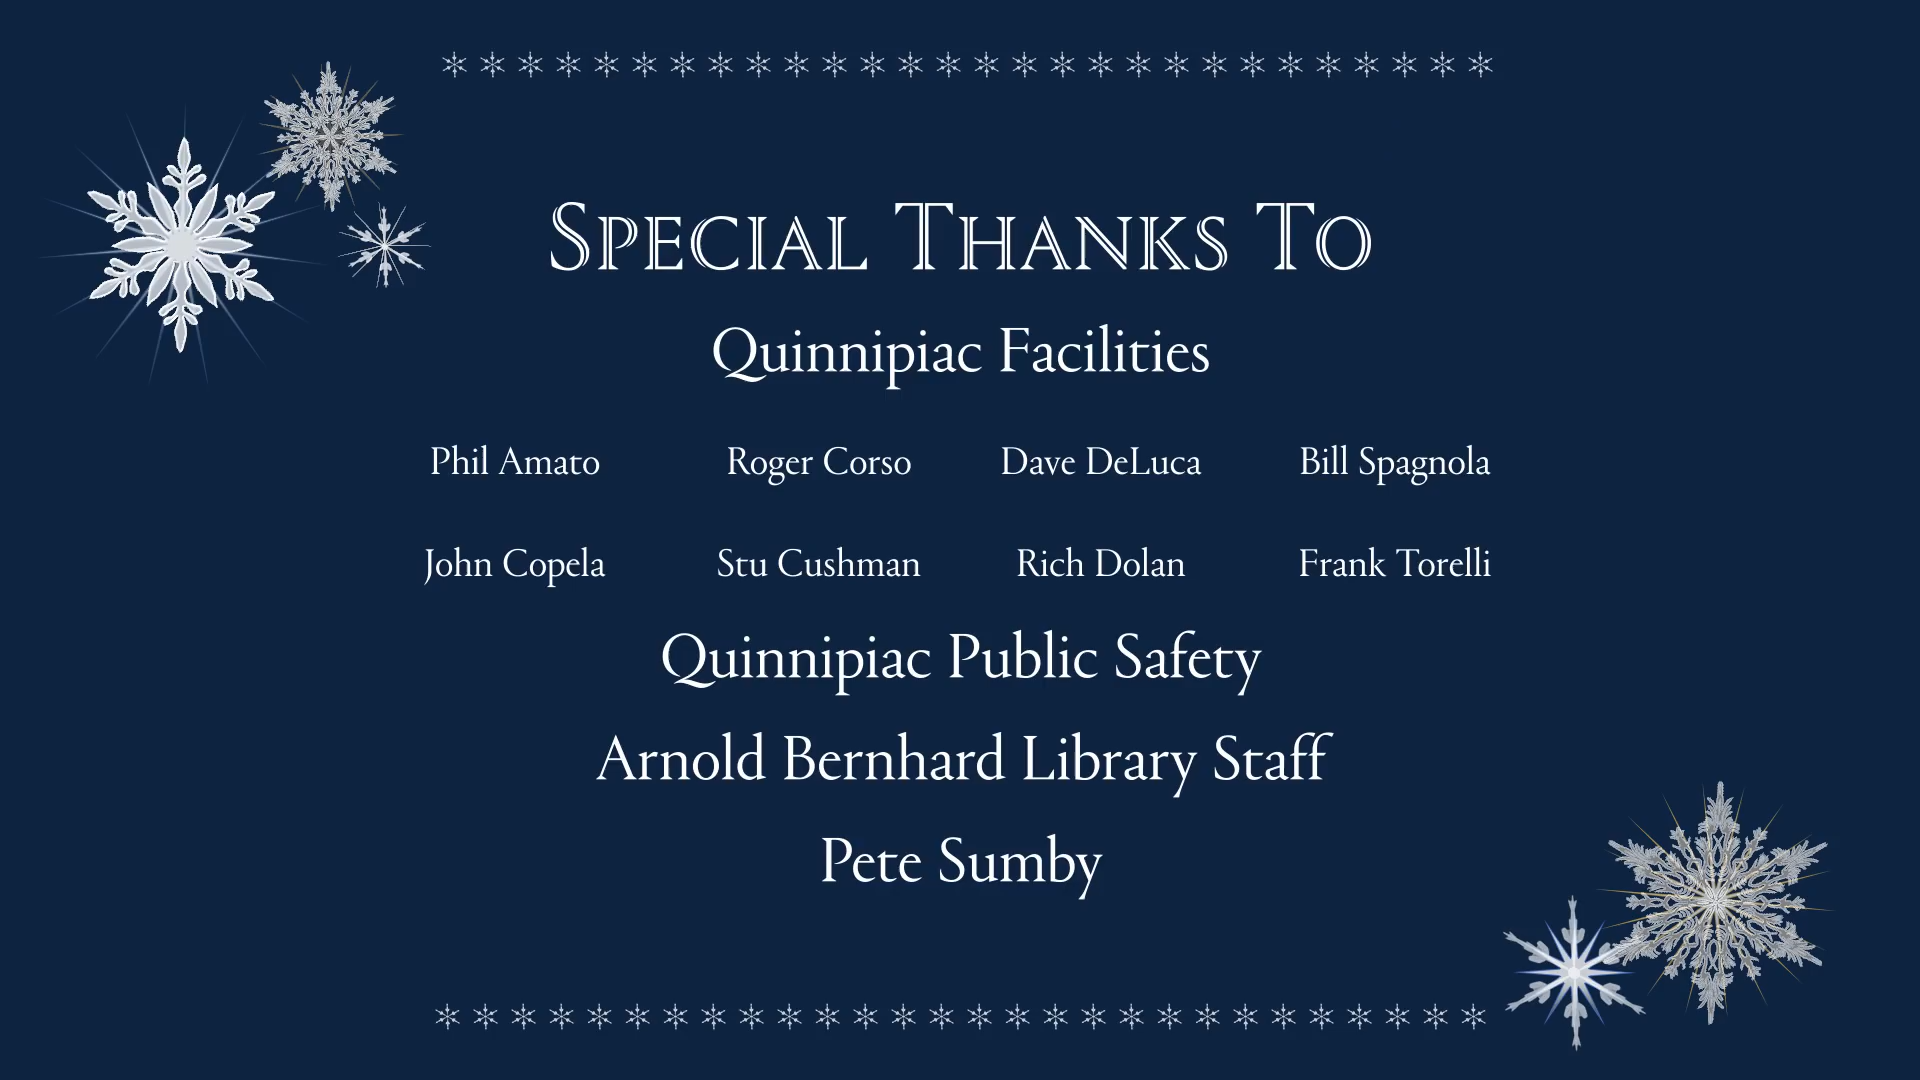 Special Thanks To
Quinnipiac Facilities
Phil Amato Roger Corso Dave DeLuca Bill Spagnola
John Copela Stu Cushman Rich Dolan Frank Torelli
Quinnipiac Public Safety
Arnold Bernhard Library Staff
Pete Sumby